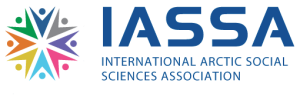 IASSA
INTERNATIONAL ARCTIC SOCIAL
SCIENCES ASSOCIATION